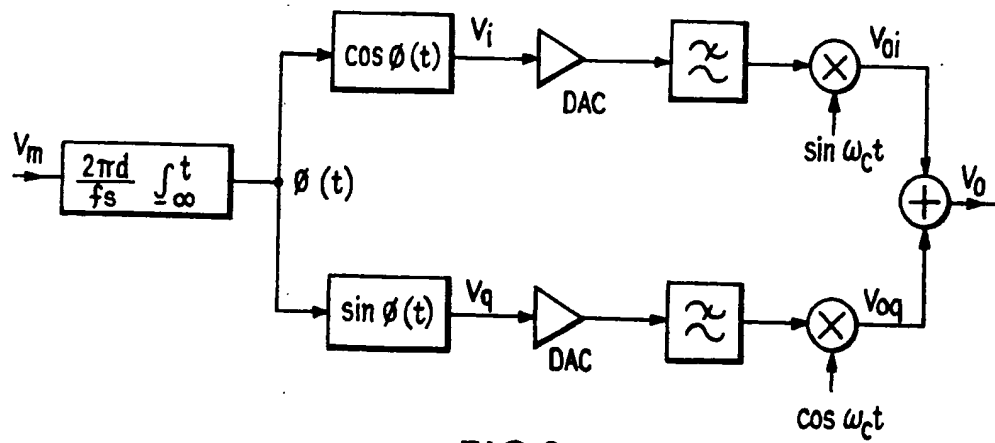 cos ø(t)
Vi
DAC
Voi
sin ωct
Vm
2πd
fs
∫
t
-∞
ø (t)
Vo
sin ø(t)
Vq
DAC
Voq
cos ωct